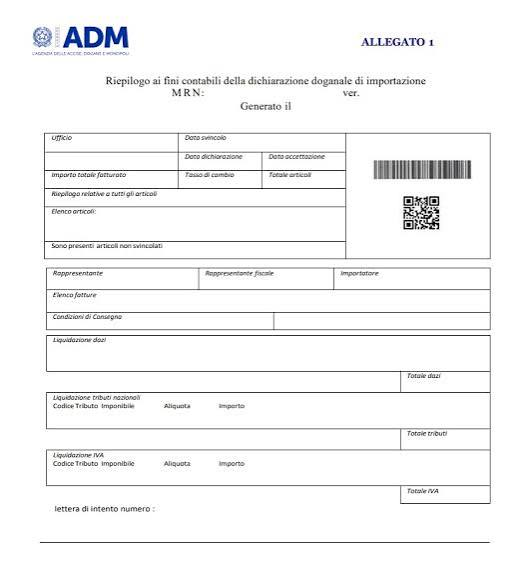 ADM
L'AGENZIA DELLE ACCISE, DOGANE E MONOPOLI
ALLEGATO 1
Riepilogo ai fini contabili della dichiarazione doganale di importazione
MRN: ver.
Generato il
Ufficio Data svincolo
Data dichiarazione Data accettazione
Importo totale fatturato Tasso di cambio Totale articoli
Riepilogo relative a tutti gli articoli
Elenco articoli:
Sono presenti articoli non svincolati
Rappresentante Rappresentante fiscale Importatore
Elenco fatture
Condizioni di Consegna
Liquidazione dazi
Totale dazi
Liquidazione tributi nazionali
Codice Tributo Imponibile Aliquota Importo
Totale tributi
Liquidazione IVA
Codice Tributo Imponibile Aliquota Importo
Totale IVA
lettera di intento numero :